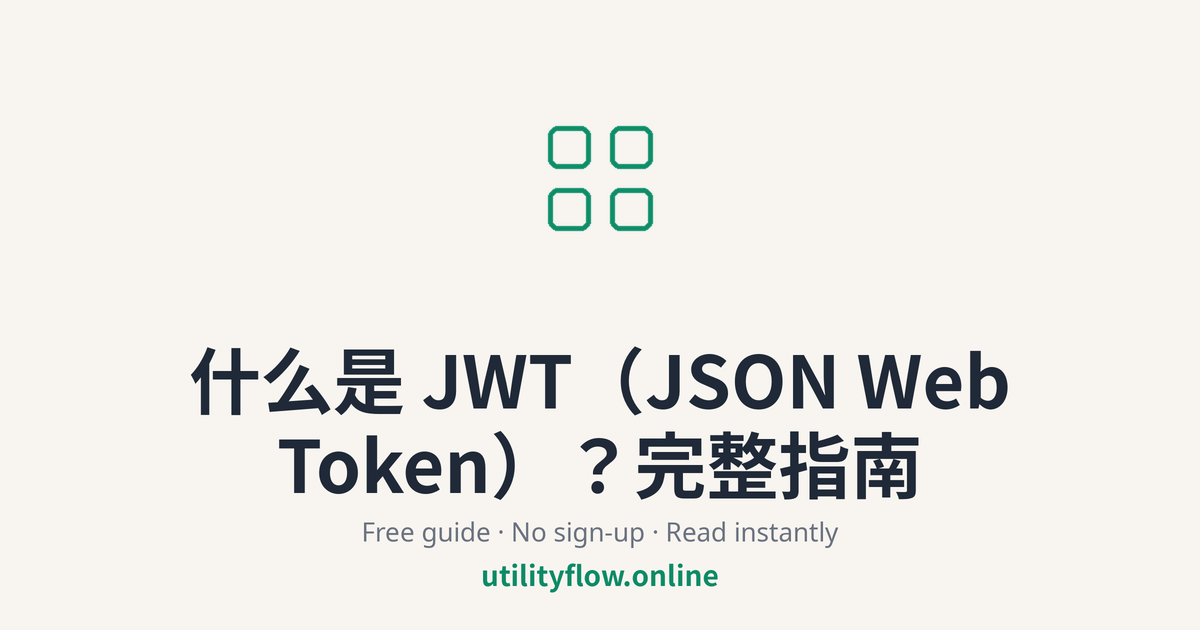 什么是 JWT（JSON Web
Token）？完整指南
Free guide · No sign-up · Read instantly
utilityflow.online